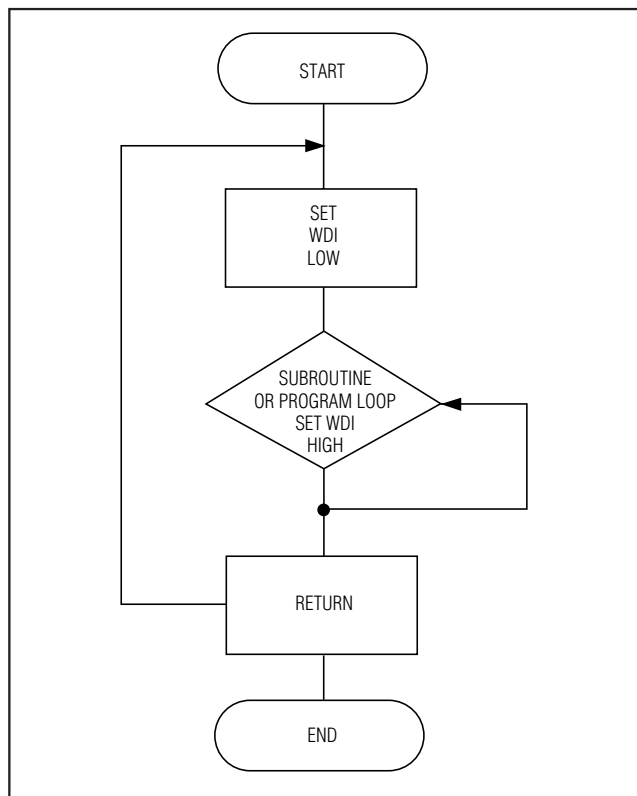 START
SET
WDI
LOW
SUBROUTINE
OR PROGRAM LOOP
SET WDI
HIGH
RETURN
END